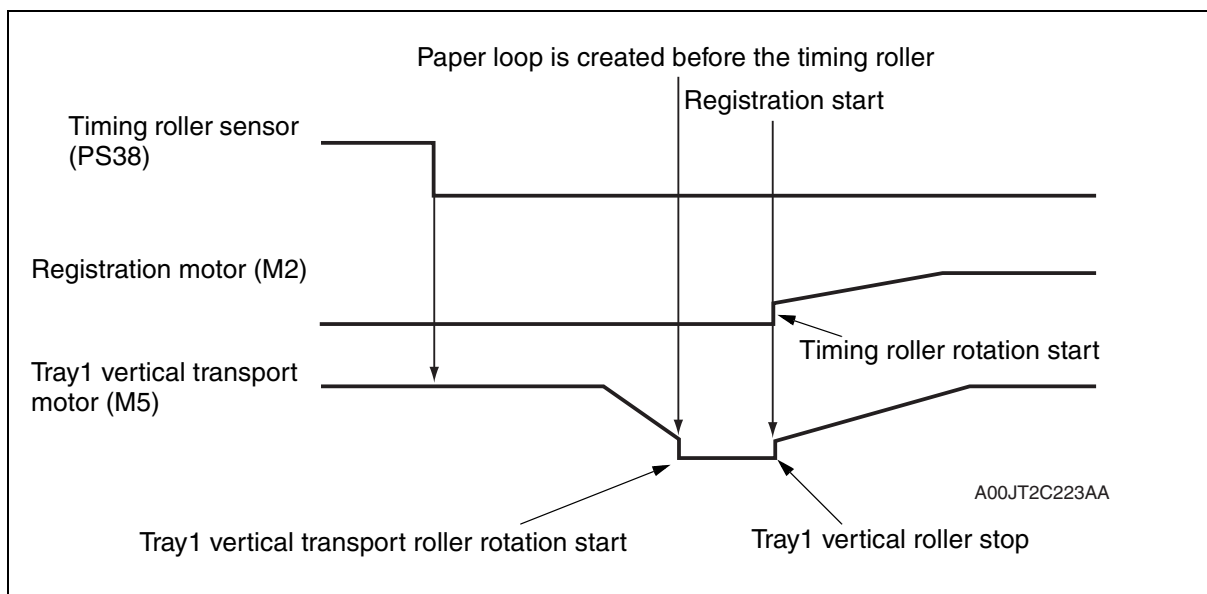 Paper loop is created before the timing roller
Registration start
Timing roller sensor
(PS38)
Registration motor (M2)
Timing roller rotation start
Tray1 vertical transport
motor (M5)
A00JT2C223AA
Tray1 vertical transport roller rotation start
Tray1 vertical roller stop